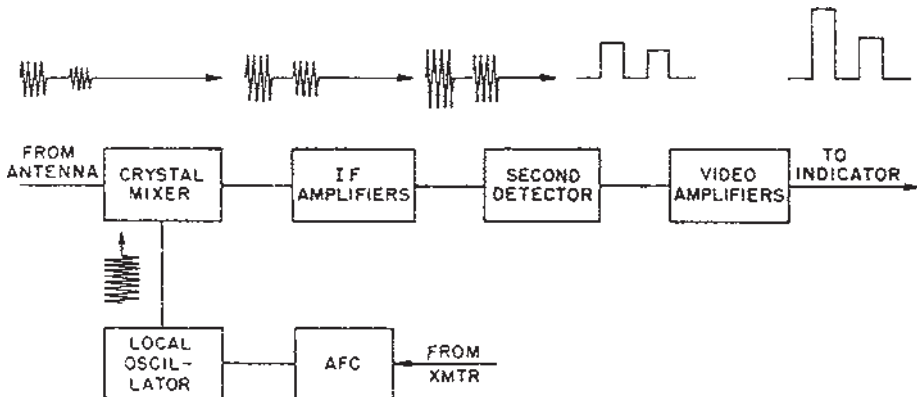 FROM
ANTENNA
CRYSTAL
MIXER
IF
AMPLIFIERS
SECOND
DETECTOR
VIDEO
AMPLIFIERS
TO
INDICATOR
LOCAL
OSCIL-
LATOR
AFC
FROM
XMTR